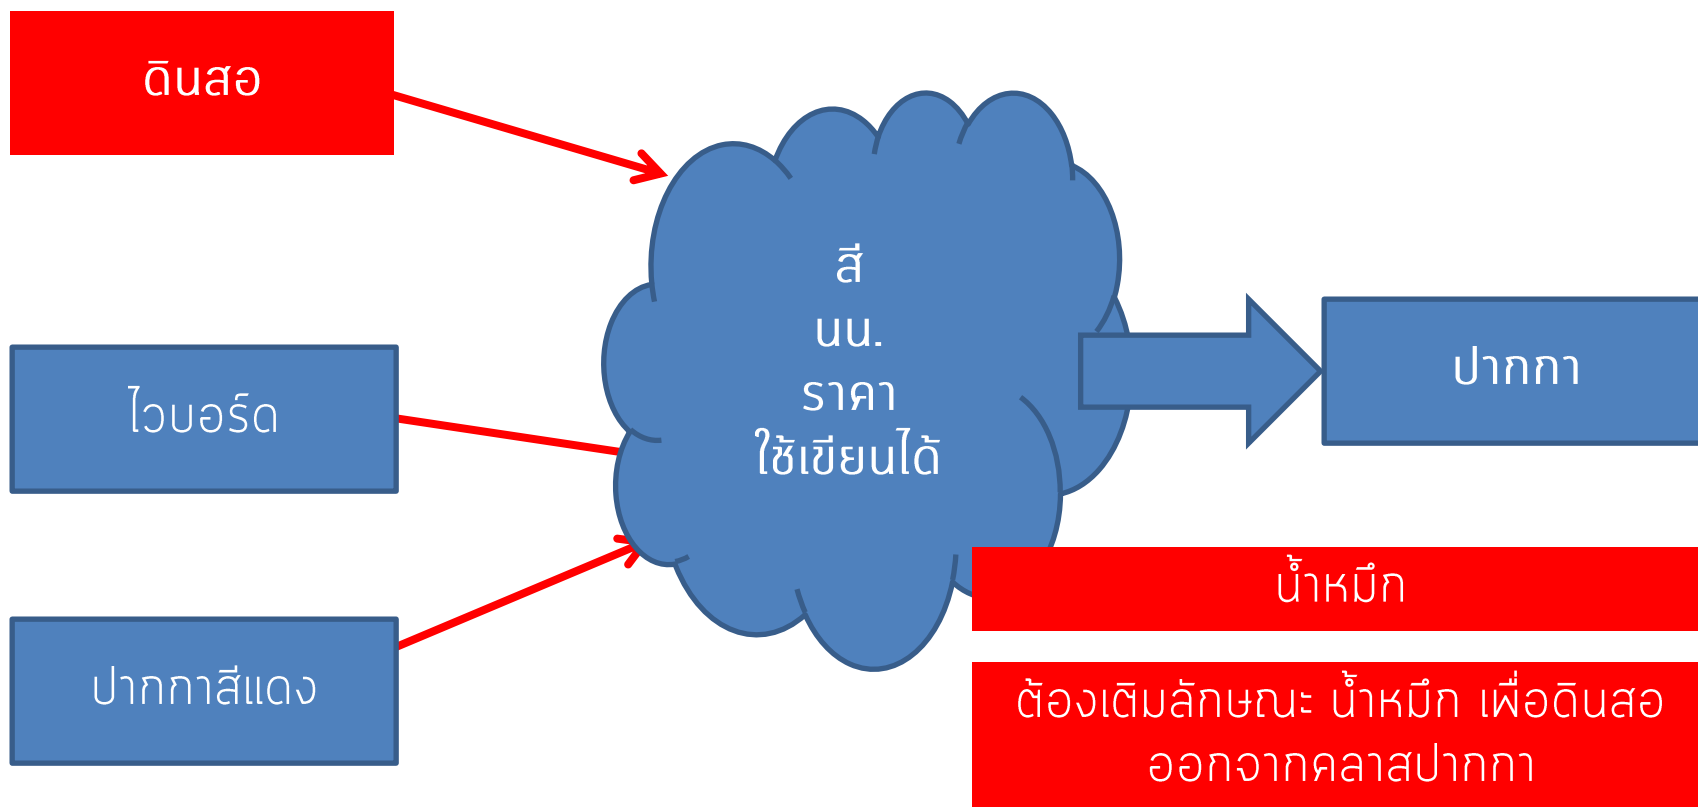 ดินสอ
สี
นน.
ราคา
ใช้เขียนได้
ไวบอร์ด
ปากกา
ปากกาสีแดง
น้ำหมึก
ต้องเติมลักษณะ น้ำหมึก เพื่อดินสอ
ออกจากคลาสปากกา